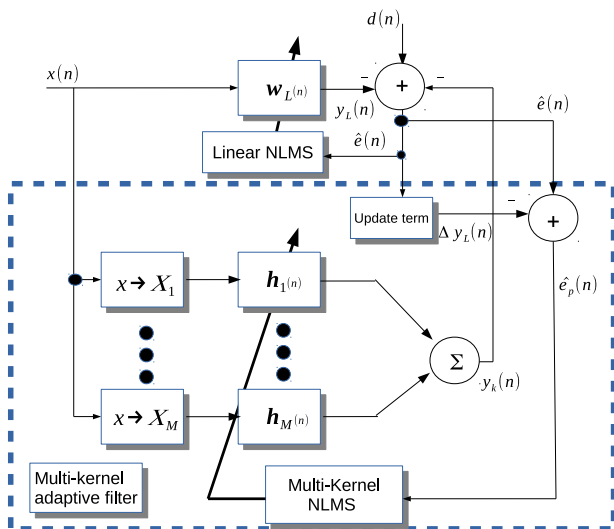 d(n)
x(n)
w_L(n)
−
+
−
y_L(n)
ê(n)
Linear NLMS
ê(n)
Update term
−
+
Δ y_L(n)
x→ X_1
h_1(n)
ê_p(n)
Σ
y_k(n)
x→ X_M
h_M(n)
Multi-kernel
adaptive filter
Multi-Kernel
NLMS